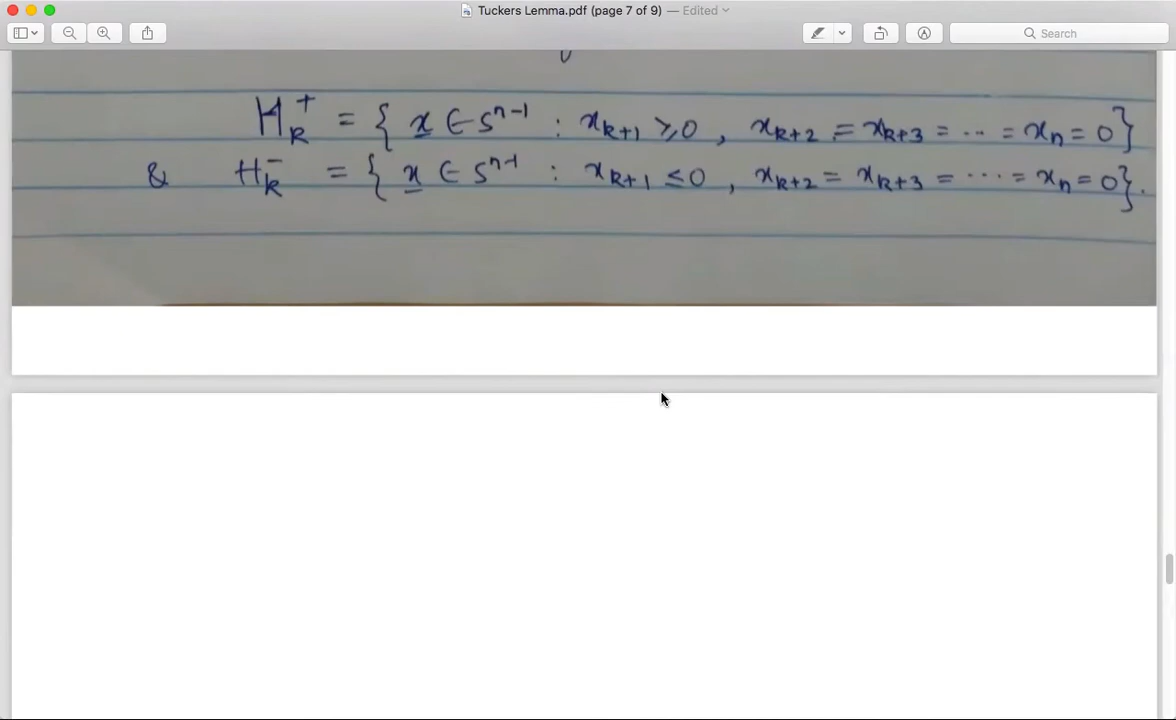 Tuckers Lemma.pdf (page 7 of 9) — Edited
Search
H_k^+ = { x ∈ S^{n-1} : x_{k+1} ≥ 0 , x_{k+2} = x_{k+3} = ... = x_n = 0 }
& H_k^- = { x ∈ S^{n-1} : x_{k+1} ≤ 0 , x_{k+2} = x_{k+3} = .... = x_n = 0 }.